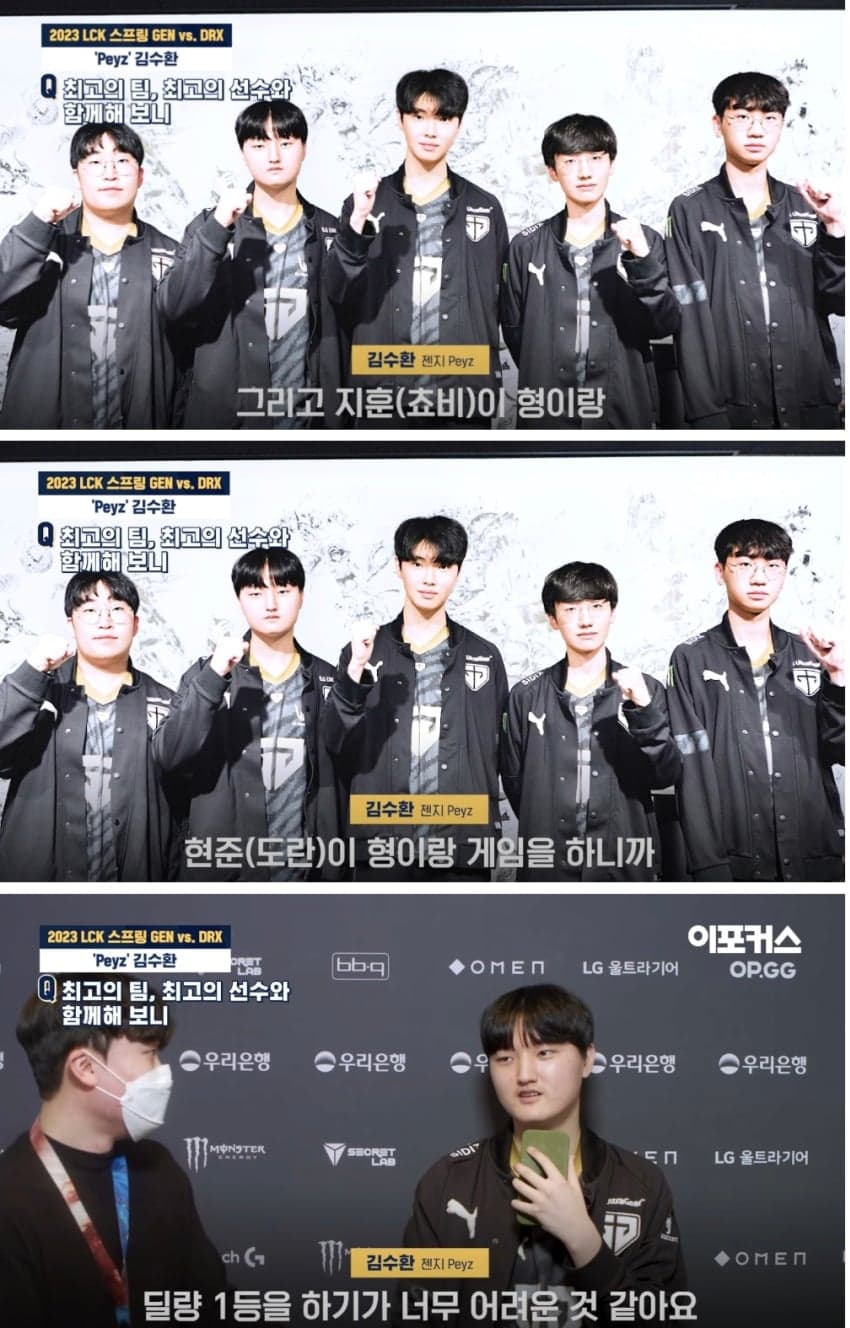 2023 LCK 스프링 GEN vs. DRX
'Peyz' 김수환
Q 최고의 팀, 최고의 선수와
함께해 보니
김수환 젠지 Peyz
그리고 지훈(쵸비)이 형이랑
2023 LCK 스프링 GEN vs. DRX
'Peyz' 김수환
Q 최고의 팀, 최고의 선수와
함께해 보니
김수환 젠지 Peyz
현준(도란)이 형이랑 게임을 하니까
2023 LCK 스프링 GEN vs. DRX
'Peyz' 김수환
Q 최고의 팀, 최고의 선수와
함께해 보니
이포커스
OP.GG
RET
LAB
bb.q
OMEN
LG 울트라기어
우리은행
우리은행
우리은행
우리은행
MONSTER
ENERGY
SECRET
LAB
LG 울트라기어
OMEN
김수환 젠지 Peyz
딜량 1등을 하기가 너무 어려운 것 같아요